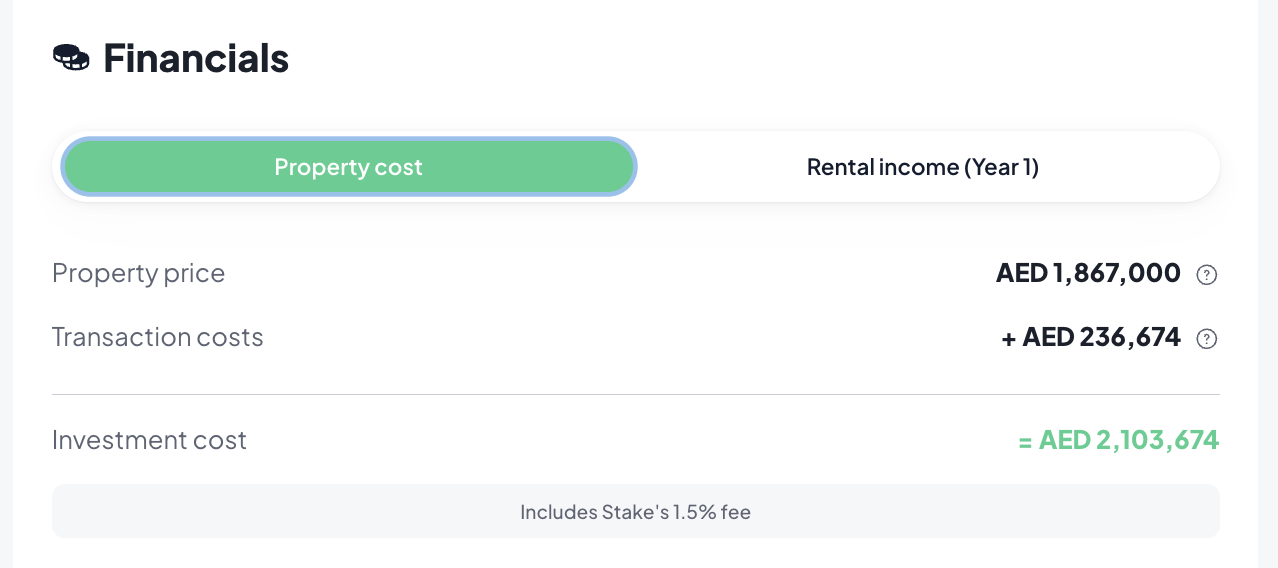 Financials
Property cost
Rental income (Year 1)
Property price
AED 1,867,000 ?
Transaction costs
+ AED 236,674 ?
Investment cost
= AED 2,103,674
Includes Stake's 1.5% fee